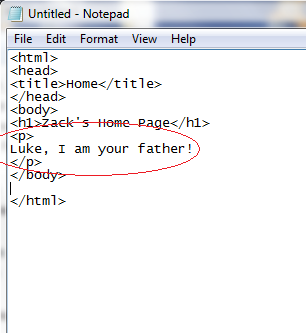 Untitled - Notepad
File Edit Format View Help
<html>
<head>
<title>Home</title>
</head>
<body>
<h1>Zack's Home Page</h1>
<p>
Luke, I am your father!
</p>
</body>
</html>